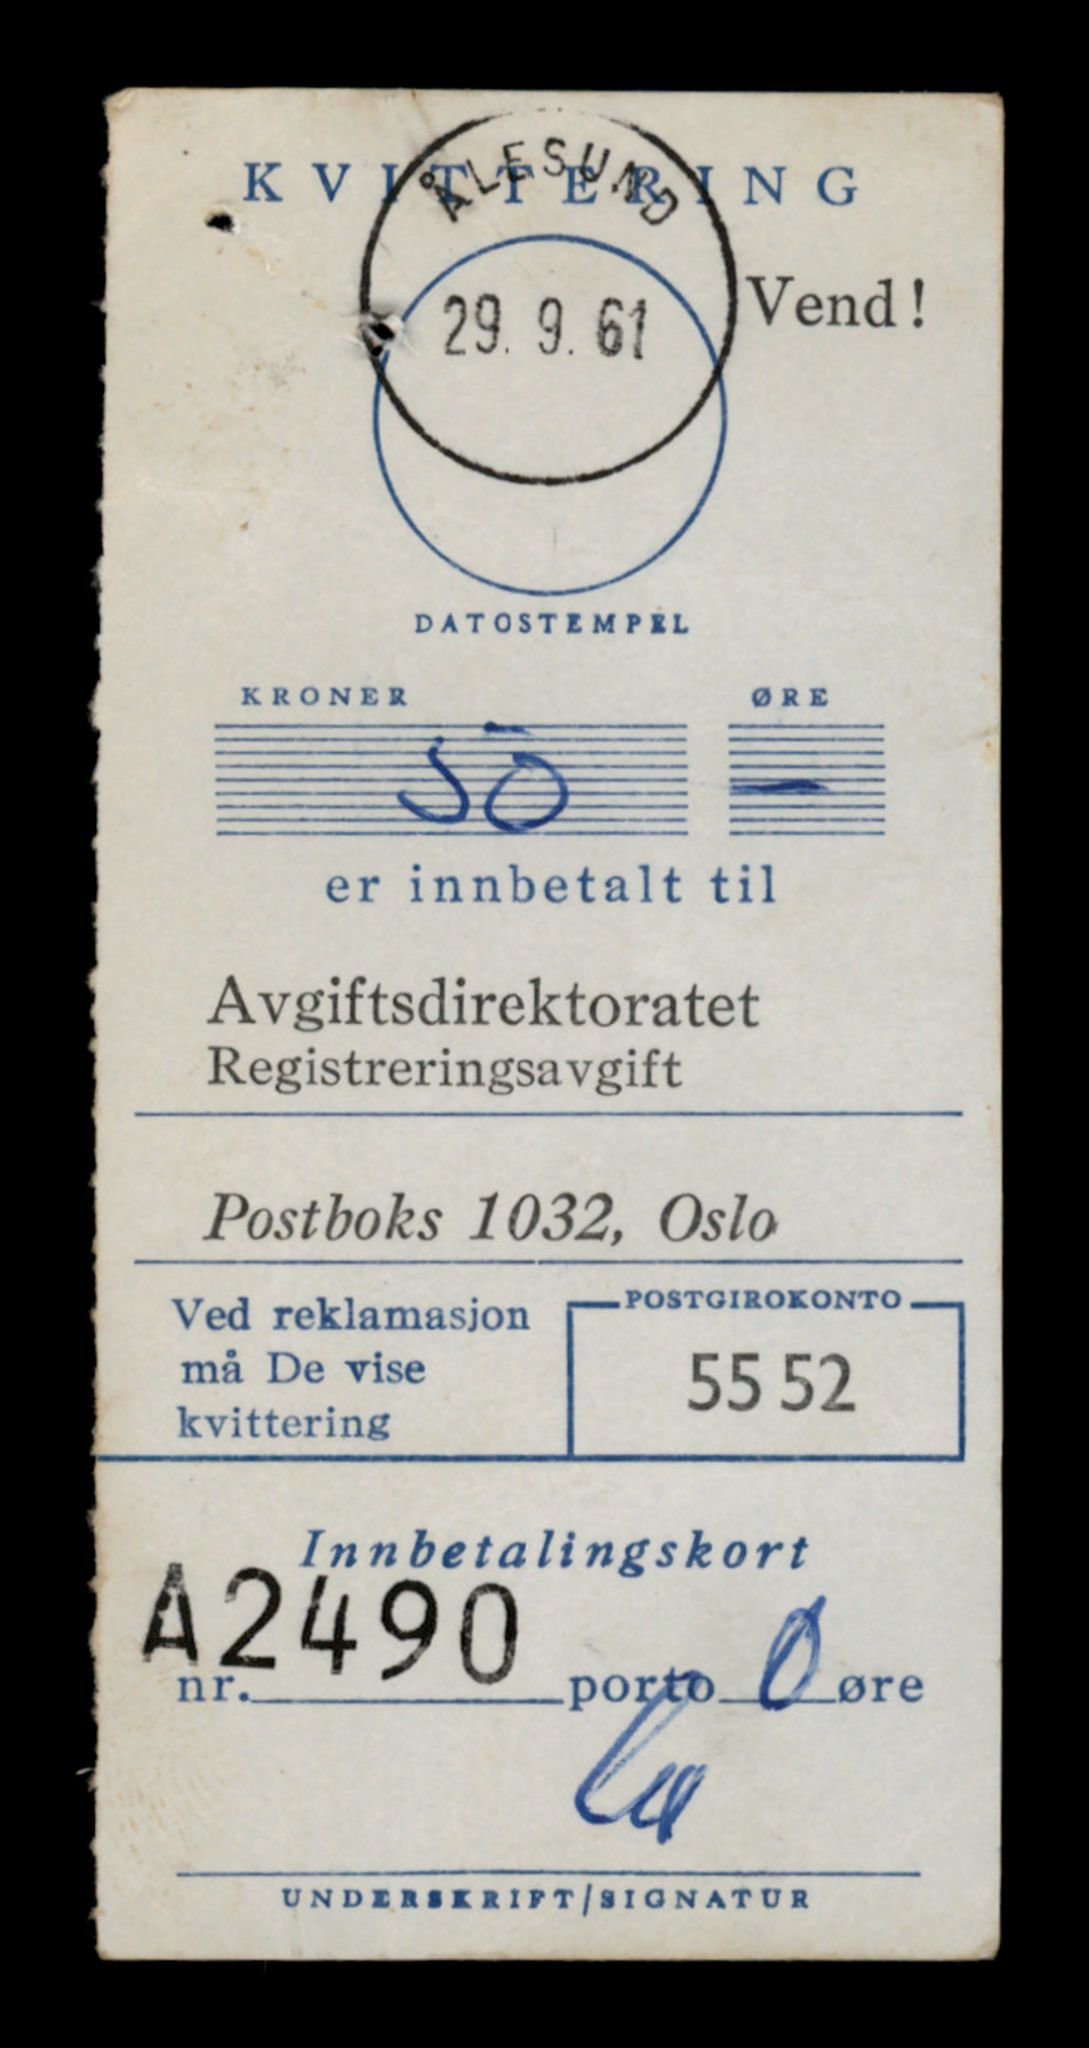 KVITTERING
ÅLESUND
29. 9. 61
Vend!
DATOSTEMPEL
KRONER ØRE
50 —
er innbetalt til
Avgiftsdirektoratet
Registreringsavgift
Postboks 1032, Oslo
Ved reklamasjon
må De vise
kvittering
POSTGIROKONTO
55 52
Innbetalingskort
A2490
nr. porto 0 øre
UNDERSKRIFT/SIGNATUR